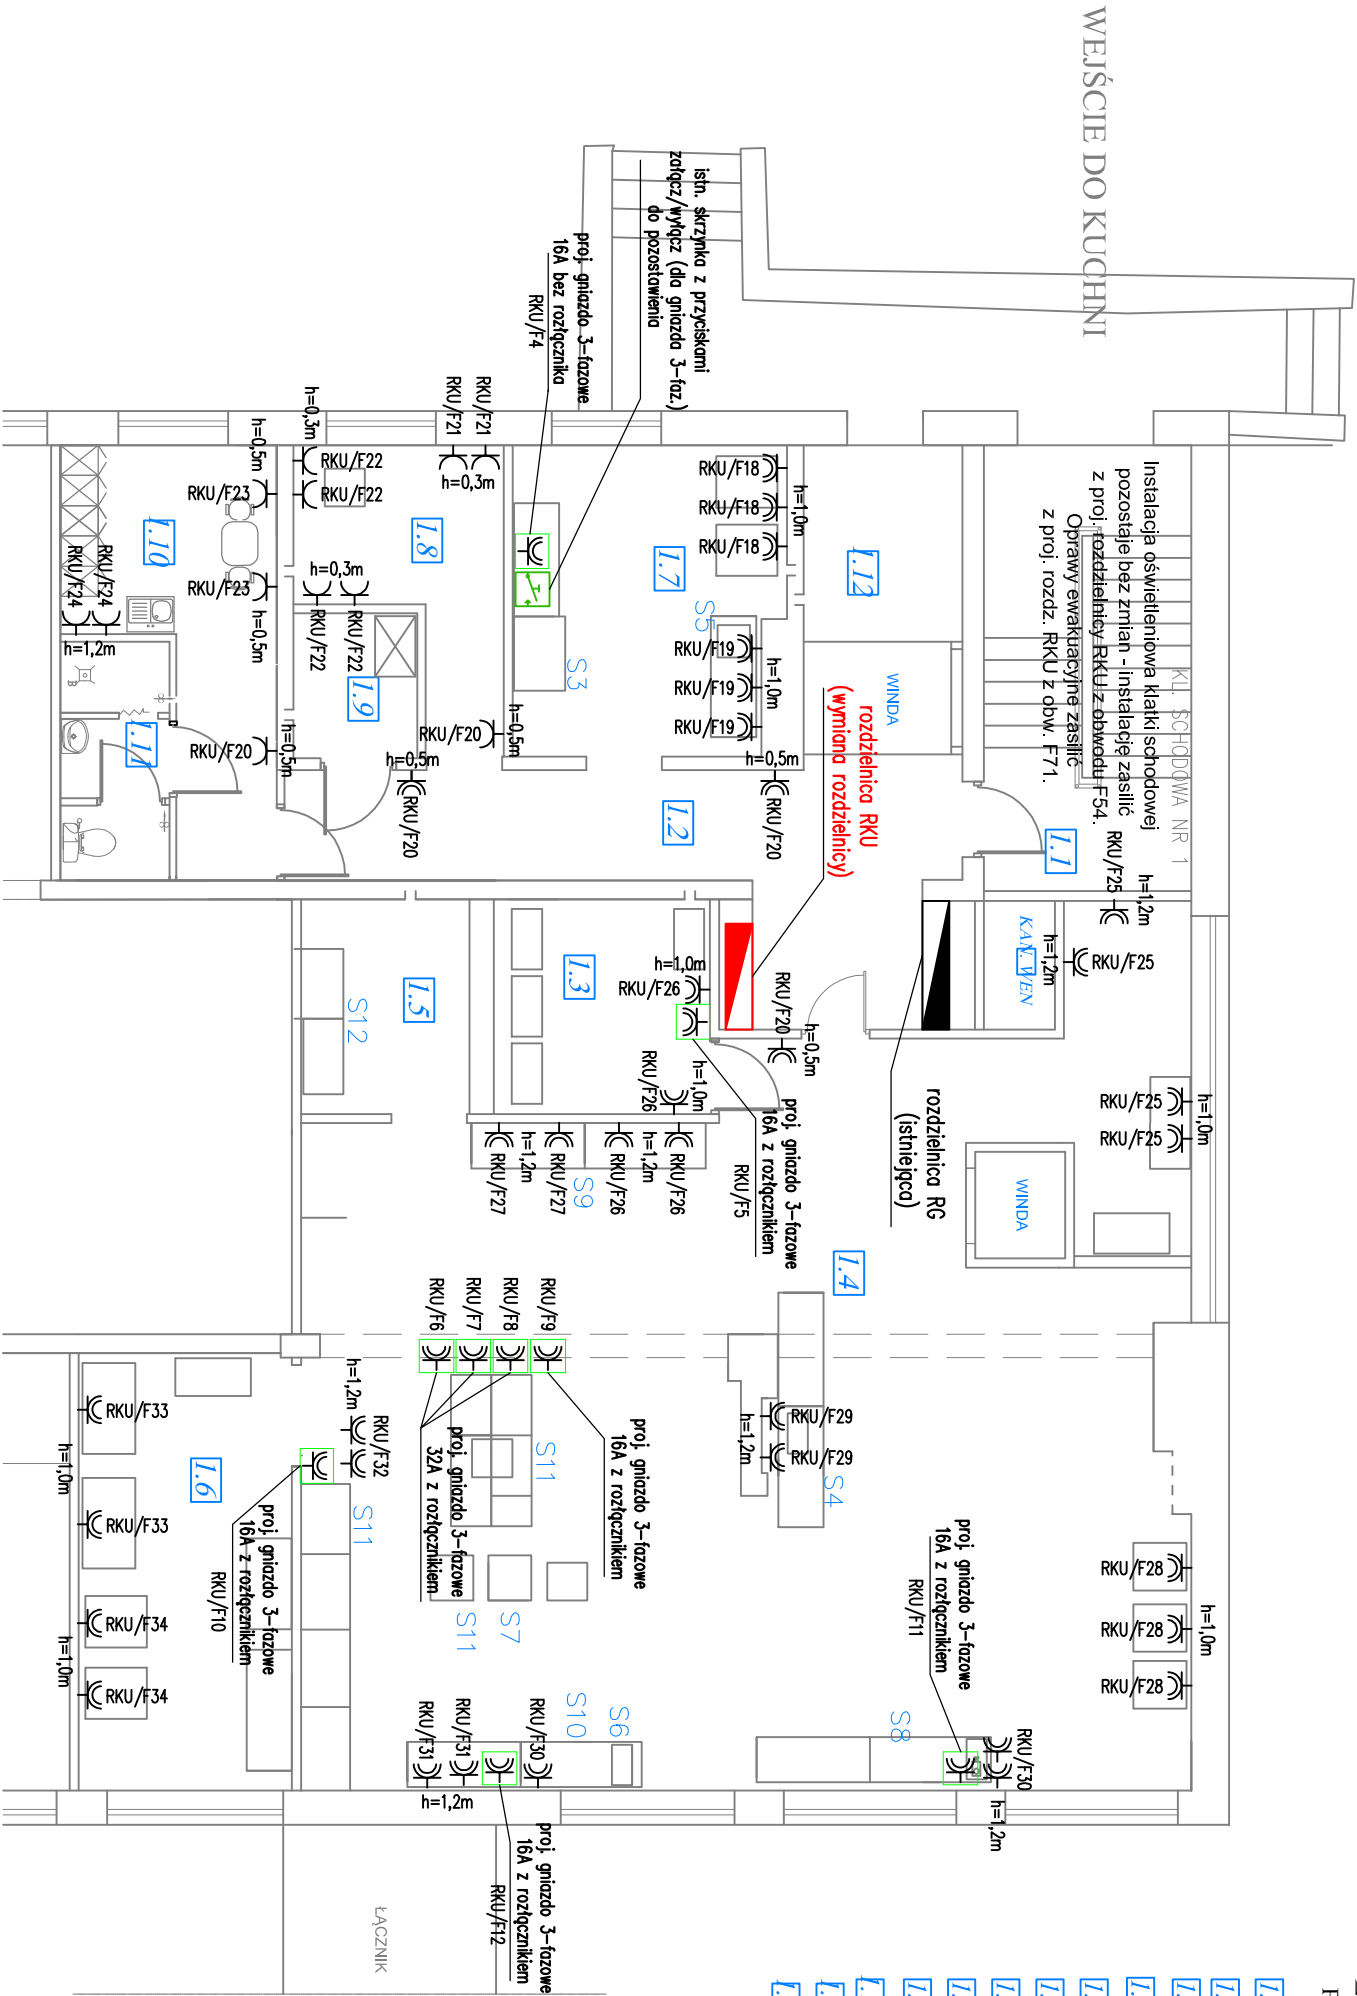 WEJŚCIE DO KUCHNI
istn. skrzynka z przyciskami
załącz/wyłącz (dla gniazda 3-faz.)
do pozostawienia
proj. gniazdo 3-fazowe
16A bez rozłącznika
RKU/F4
Instalacja oświetleniowa klatki schodowej
pozostaje bez zmian - instalację zasilić
z proj. rozdzielnicy RKU z obwodu F54.
Oprawy ewakuacyjne zasilić
z proj. rozdz. RKU z obw. F71.
KL. SCHODOWA NR 1
RKU/F21
RKU/F21
h=0,3m
h=0,3m
RKU/F22
RKU/F22
h=0,5m
RKU/F23
RKU/F23
h=0,5m
RKU/F18
RKU/F18
RKU/F18
h=1,0m
1.12
1.7
1.8
1.10
h=0,3m
RKU/F22
RKU/F22
RKU/F24
RKU/F24
h=1,2m
S5
RKU/F19
RKU/F19
RKU/F19
h=1,0m
S3
1.9
1.11
WINDA
rozdzielnica RKU
(wymiana rozdzielnicy)
RKU/F20
h=0,5m
RKU/F20
h=0,5m
h=0,5m
RKU/F20
h=0,5m
RKU/F20
1.2
1.1
RKU/F25
h=1,2m
KAN. WEN
h=1,2m
RKU/F25
1.3
1.5
S12
h=1,0m
RKU/F26
RKU/F20
h=0,5m
RKU/F26
h=1,0m
proj. gniazdo 3-fazowe
16A z rozłącznikiem
RKU/F5
rozdzielnica RG
(istniejąca)
RKU/F25
RKU/F25
h=1,0m
WINDA
h=1,2m
h=1,2m
RKU/F27
RKU/F27
RKU/F26
RKU/F26
S9
1.4
RKU/F6
RKU/F7
RKU/F8
RKU/F9
proj. gniazdo 3-fazowe
16A z rozłącznikiem
proj. gniazdo 3-fazowe
32A z rozłącznikiem
S11
RKU/F29
RKU/F29
h=1,2m
S4
h=1,2m
RKU/F32
S11
RKU/F33
h=1,0m
RKU/F33
RKU/F34
h=1,0m
RKU/F34
1.6
proj. gniazdo 3-fazowe
16A z rozłącznikiem
RKU/F10
S11
S7
proj. gniazdo 3-fazowe
16A z rozłącznikiem
RKU/F11
RKU/F28
RKU/F28
RKU/F28
h=1,0m
S10
S6
S8
RKU/F31
RKU/F31
RKU/F30
h=1,2m
RKU/F30
h=1,2m
proj. gniazdo 3-fazowe
16A z rozłącznikiem
RKU/F12
ŁĄCZNIK